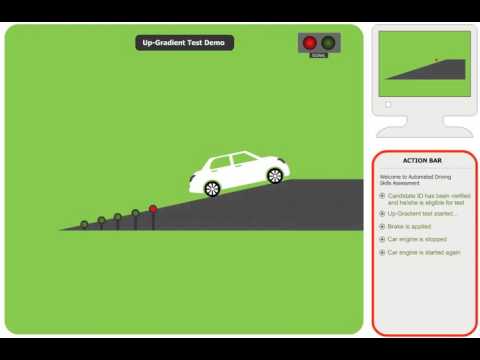 Up-Gradient Test Demo
SIGNAL
ACTION BAR
Welcome to Automated Driving
Skills Assessment
Candidate ID has been verified
and he/she is eligible for test
Up-Gradient test started...
Brake is applied
Car engine is stopped
Car engine is started again